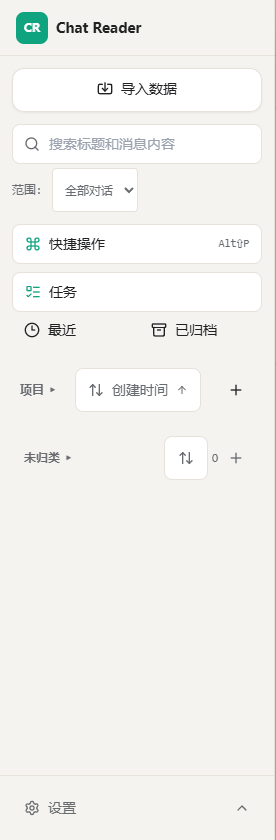 CR Chat Reader
导入数据
搜索标题和消息内容
范围: 全部对话
快捷操作 Alt⇧P
任务
最近 已归档
项目 ▸ 创建时间 ↑ +
未归类 ▸ 0 +
设置